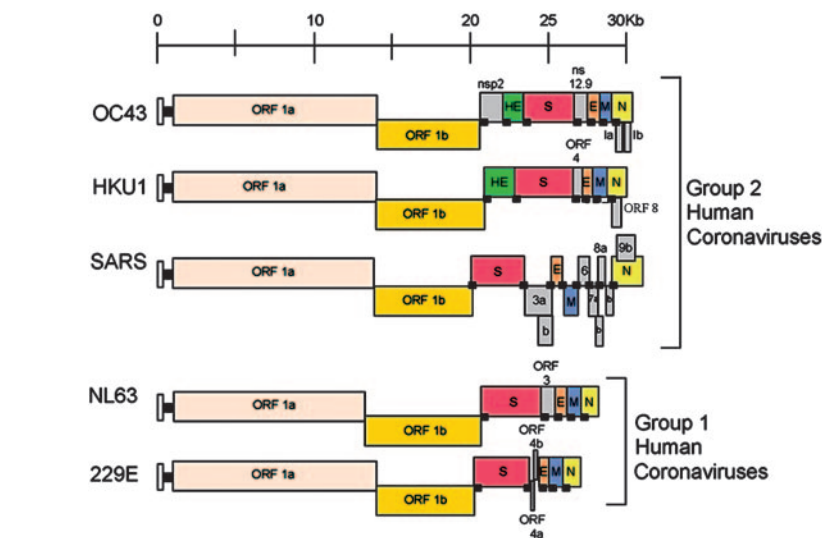 0 10 20 25 30Kb
ns
nsp2 12.9
OC43 ORF 1a HE S E M N
ORF 1b Ia Ib
ORF
4
HKU1 ORF 1a HE S E M N
ORF 1b ORF 8
Group 2
Human
Coronaviruses
8a 9b
SARS ORF 1a S E 6 N
ORF 1b 3a M 7a b
b b
ORF
3
NL63 ORF 1a S E M N
ORF 1b
ORF
4b
229E ORF 1a S E M N
ORF 1b
ORF
4a
Group 1
Human
Coronaviruses